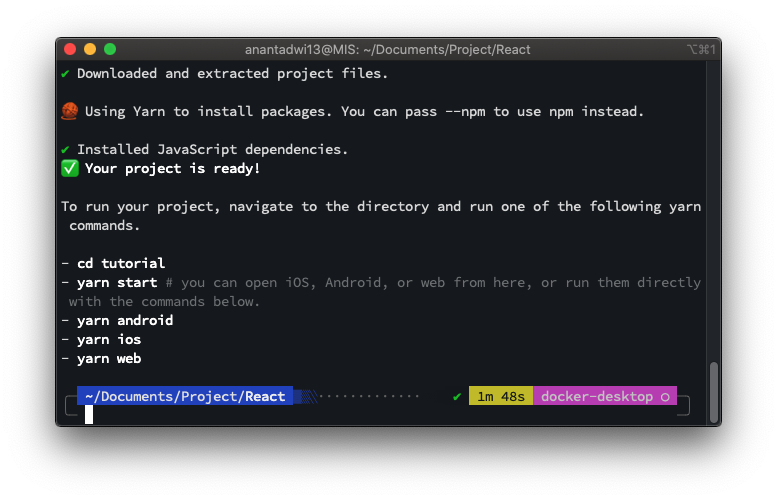 anantadwi13@MIS: ~/Documents/Project/React ⌥⌘1
✔ Downloaded and extracted project files.
🧶 Using Yarn to install packages. You can pass --npm to use npm instead.
✔ Installed JavaScript dependencies.
✅ Your project is ready!
To run your project, navigate to the directory and run one of the following yarn
commands.
- cd tutorial
- yarn start # you can open iOS, Android, or web from here, or run them directly
with the commands below.
- yarn android
- yarn ios
- yarn web
~/Documents/Project/React ✔ 1m 48s docker-desktop ○